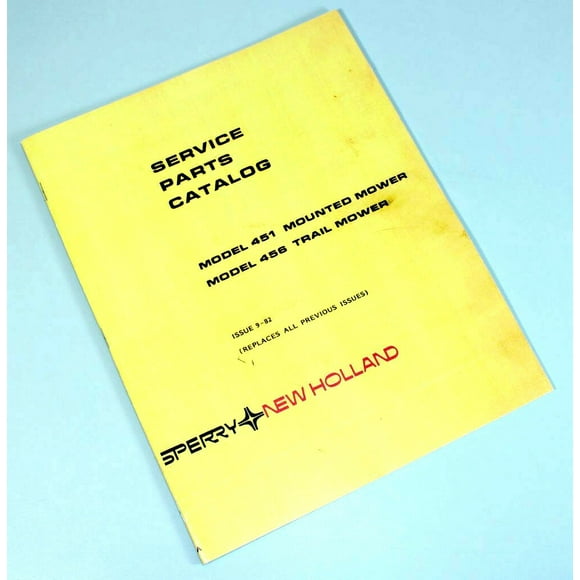 SERVICE
PARTS
CATALOG
MODEL 451 MOUNTED MOWER
MODEL 456 TRAIL MOWER
ISSUE 9-82
(REPLACES ALL PREVIOUS ISSUES)
SPERRY NEW HOLLAND